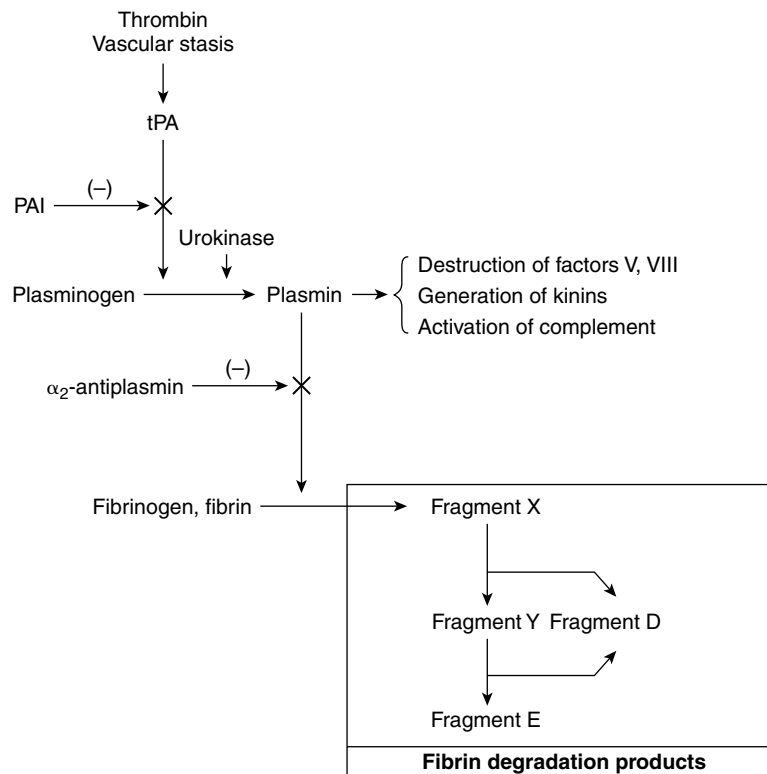 Thrombin
Vascular stasis
tPA
(–)
PAI
Urokinase
Plasminogen
Plasmin
Destruction of factors V, VIII
Generation of kinins
Activation of complement
(–)
α₂-antiplasmin
Fibrinogen, fibrin
Fragment X
Fragment Y
Fragment D
Fragment E
Fibrin degradation products